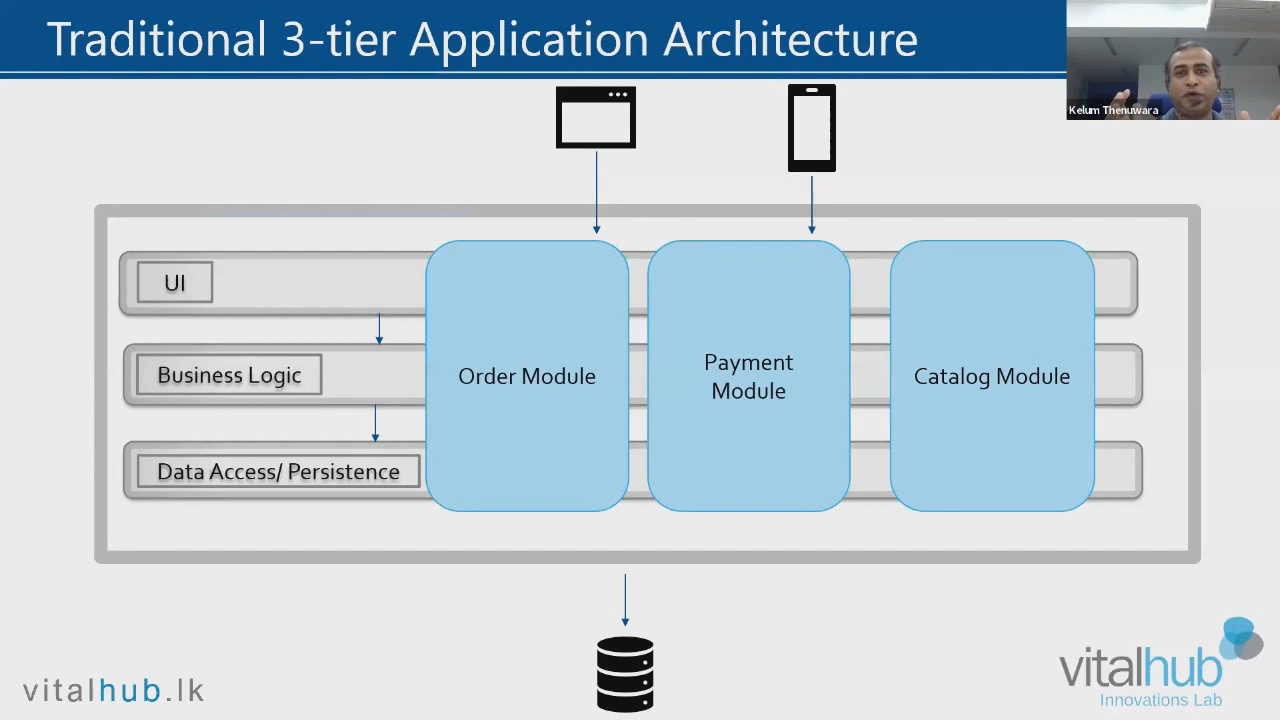 Traditional 3-tier Application Architecture
Kelum Thenuwara
UI
Business Logic
Order Module
Payment
Module
Catalog Module
Data Access/ Persistence
vitalhub.lk
vitalhub
Innovations Lab